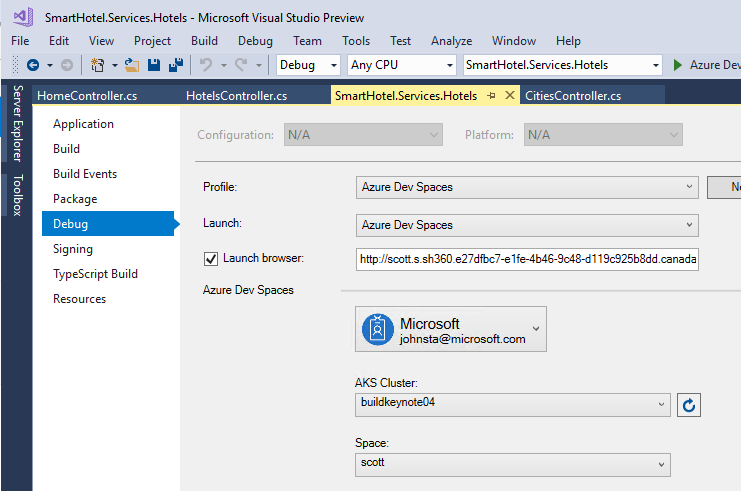 SmartHotel.Services.Hotels - Microsoft Visual Studio Preview
File Edit View Project Build Debug Team Tools Test Analyze Window Help
Debug Any CPU SmartHotel.Services.Hotels Azure Dev
HomeController.cs HotelsController.cs SmartHotel.Services.Hotels CitiesController.cs
Server Explorer
Toolbox
Application
Build
Build Events
Package
Debug
Signing
TypeScript Build
Resources
Configuration: N/A Platform: N/A
Profile: Azure Dev Spaces
Launch: Azure Dev Spaces
Launch browser: http://scott.s.sh360.e27dfbc7-e1fe-4b46-9c48-d119c925b8dd.canada
Azure Dev Spaces
Microsoft
johnsta@microsoft.com
AKS Cluster:
buildkeynote04
Space:
scott